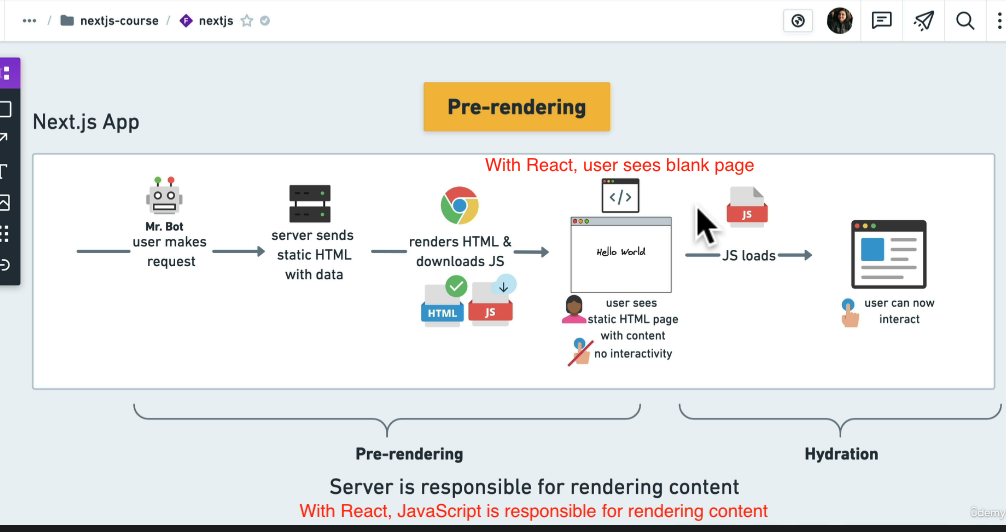 ••• / nextjs-course / F nextjs
Pre-rendering
Next.js App
With React, user sees blank page
Mr. Bot
user makes
request
server sends
static HTML
with data
renders HTML &
downloads JS
HTML
JS
</>
Hello World
user sees
static HTML page
with content
no interactivity
JS
JS loads
user can now
interact
Pre-rendering
Hydration
Server is responsible for rendering content
With React, JavaScript is responsible for rendering content
ûdemy